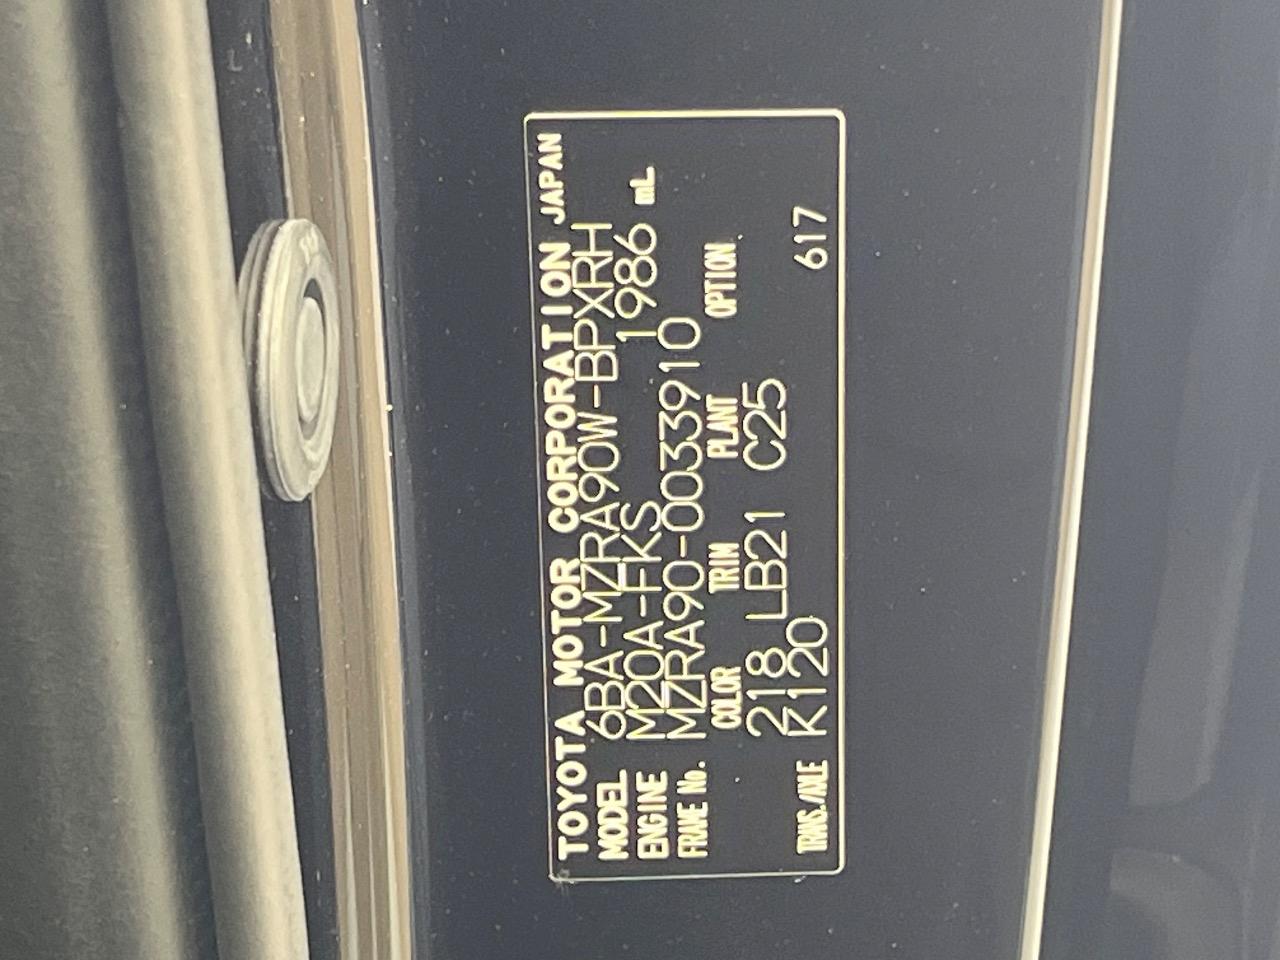 TOYOTA MOTOR CORPORATION JAPAN
MODEL 6BA-MZRA90W-BPXRH
ENGINE M20A-FKS 1986 mL
FRAME No. MZRA90-0033910
COLOR TRIM PLANT OPTION
218 LB21 C25
TRANS./AXLE K120 617